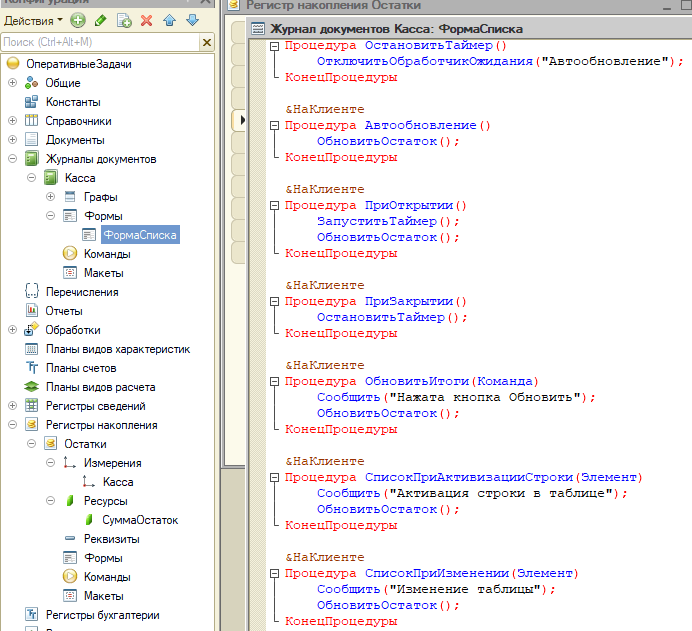 Конфигурация
Действия
Поиск (Ctrl+Alt+M)
ОперативныеЗадачи
Общие
Константы
Справочники
Документы
Журналы документов
Касса
Графы
Формы
ФормаСписка
Команды
Макеты
Перечисления
Отчеты
Обработки
Планы видов характеристик
Планы счетов
Планы видов расчета
Регистры сведений
Регистры накопления
Остатки
Измерения
Касса
Ресурсы
СуммаОстаток
Реквизиты
Формы
Команды
Макеты
Регистры бухгалтерии
Регистр накопления Остатки
Журнал документов Касса: ФормаСписка
Процедура ОстановитьТаймер()
ОтключитьОбработчикОжидания("Автообновление");
КонецПроцедуры
&НаКлиенте
Процедура Автообновление()
ОбновитьОстаток();
КонецПроцедуры
&НаКлиенте
Процедура ПриОткрытии()
ЗапуститьТаймер();
ОбновитьОстаток();
КонецПроцедуры
&НаКлиенте
Процедура ПриЗакрытии()
ОстановитьТаймер();
КонецПроцедуры
&НаКлиенте
Процедура ОбновитьИтоги(Команда)
Сообщить("Нажата кнопка Обновить");
ОбновитьОстаток();
КонецПроцедуры
&НаКлиенте
Процедура СписокПриАктивизацииСтроки(Элемент)
Сообщить("Активация строки в таблице");
ОбновитьОстаток();
КонецПроцедуры
&НаКлиенте
Процедура СписокПриИзменении(Элемент)
Сообщить("Изменение таблицы");
ОбновитьОстаток();
КонецПроцедуры